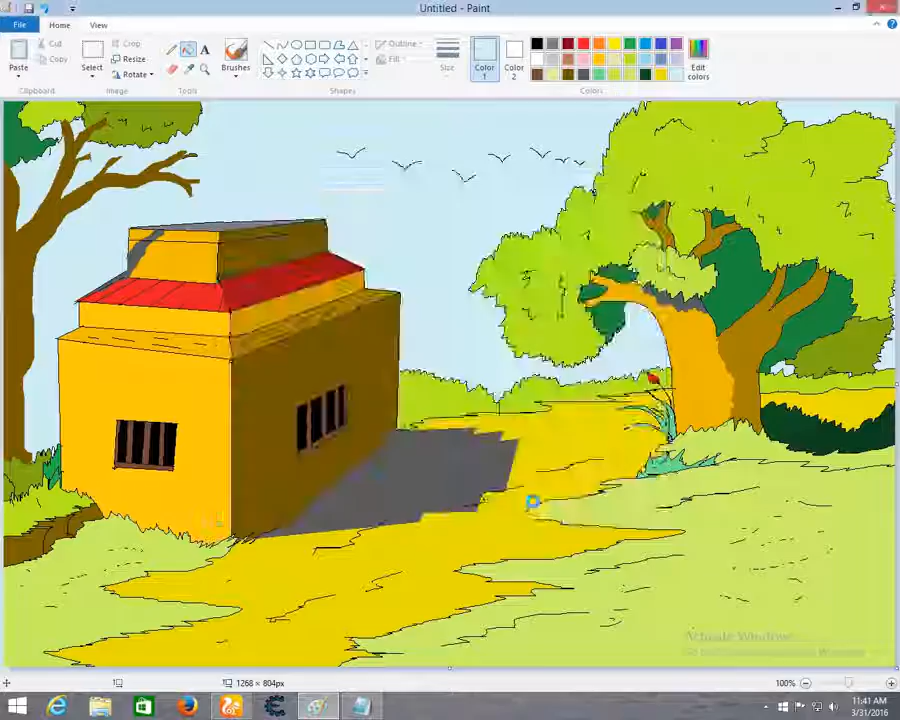 Untitled - Paint
File Home View
Paste Cut Copy
Select Crop Resize Rotate
A
Brushes
Outline Fill
Size
Color 1
Color 2
Edit colors
Clipboard Image Tools Shapes Colors
Activate Windows
1268 × 804px
100%
11:41 AM
3/31/2016